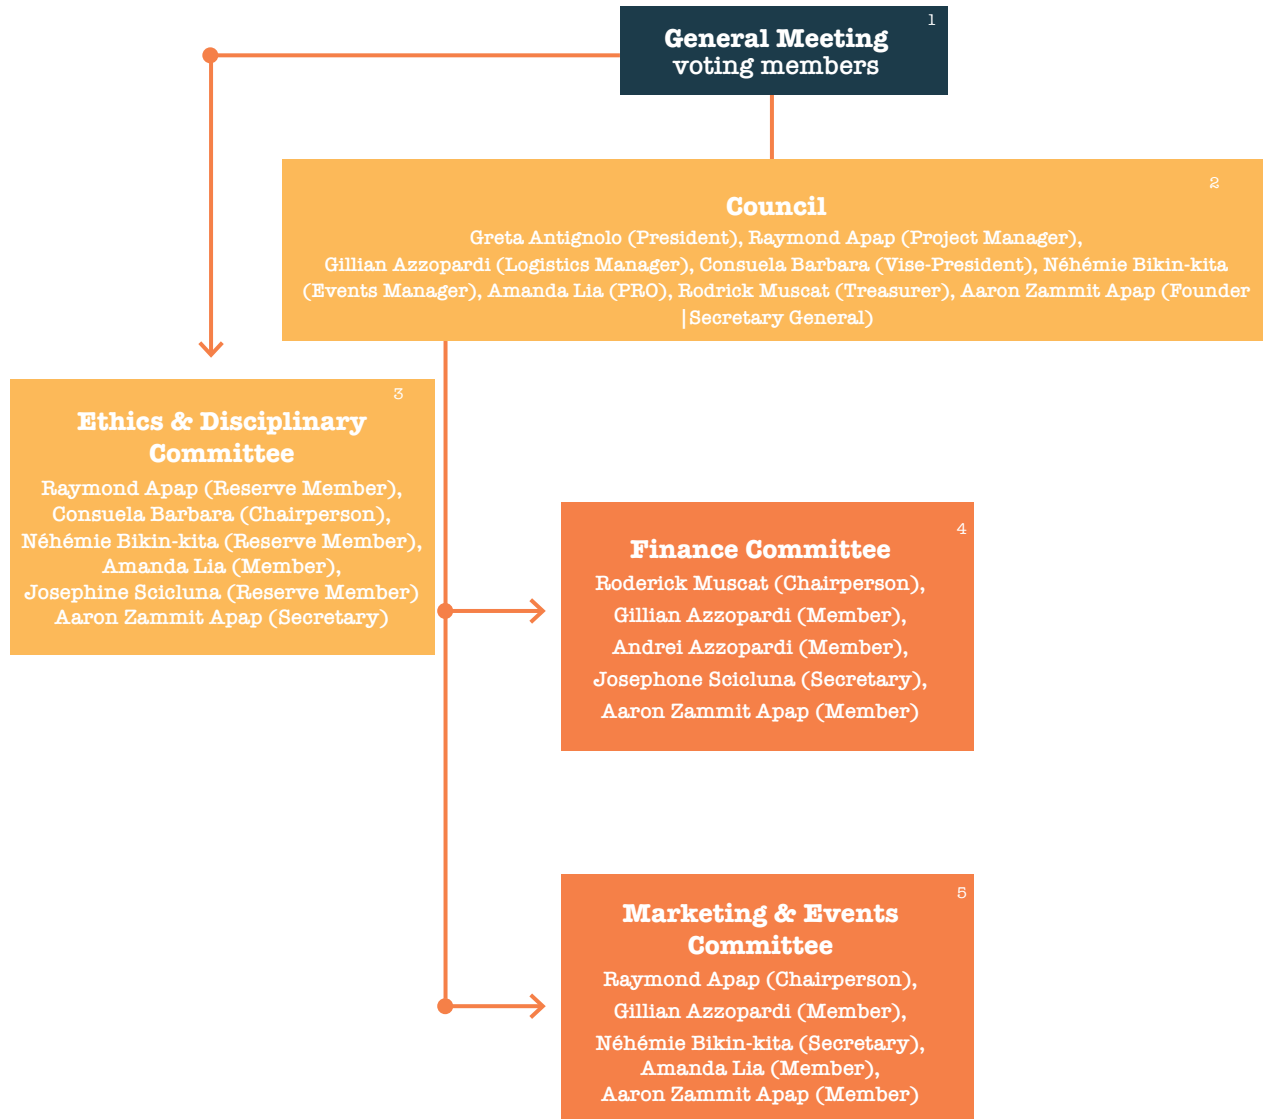 1
General Meeting
voting members
2
Council
Greta Antignolo (President), Raymond Apap (Project Manager),
Gillian Azzopardi (Logistics Manager), Consuela Barbara (Vise-President), Néhémie Bikin-kita
(Events Manager), Amanda Lia (PRO), Rodrick Muscat (Treasurer), Aaron Zammit Apap (Founder
|Secretary General)
3
Ethics & Disciplinary
Committee
Raymond Apap (Reserve Member),
Consuela Barbara (Chairperson),
Néhémie Bikin-kita (Reserve Member),
Amanda Lia (Member),
Josephine Scicluna (Reserve Member)
Aaron Zammit Apap (Secretary)
4
Finance Committee
Roderick Muscat (Chairperson),
Gillian Azzopardi (Member),
Andrei Azzopardi (Member),
Josephone Scicluna (Secretary),
Aaron Zammit Apap (Member)
5
Marketing & Events
Committee
Raymond Apap (Chairperson),
Gillian Azzopardi (Member),
Néhémie Bikin-kita (Secretary),
Amanda Lia (Member),
Aaron Zammit Apap (Member)